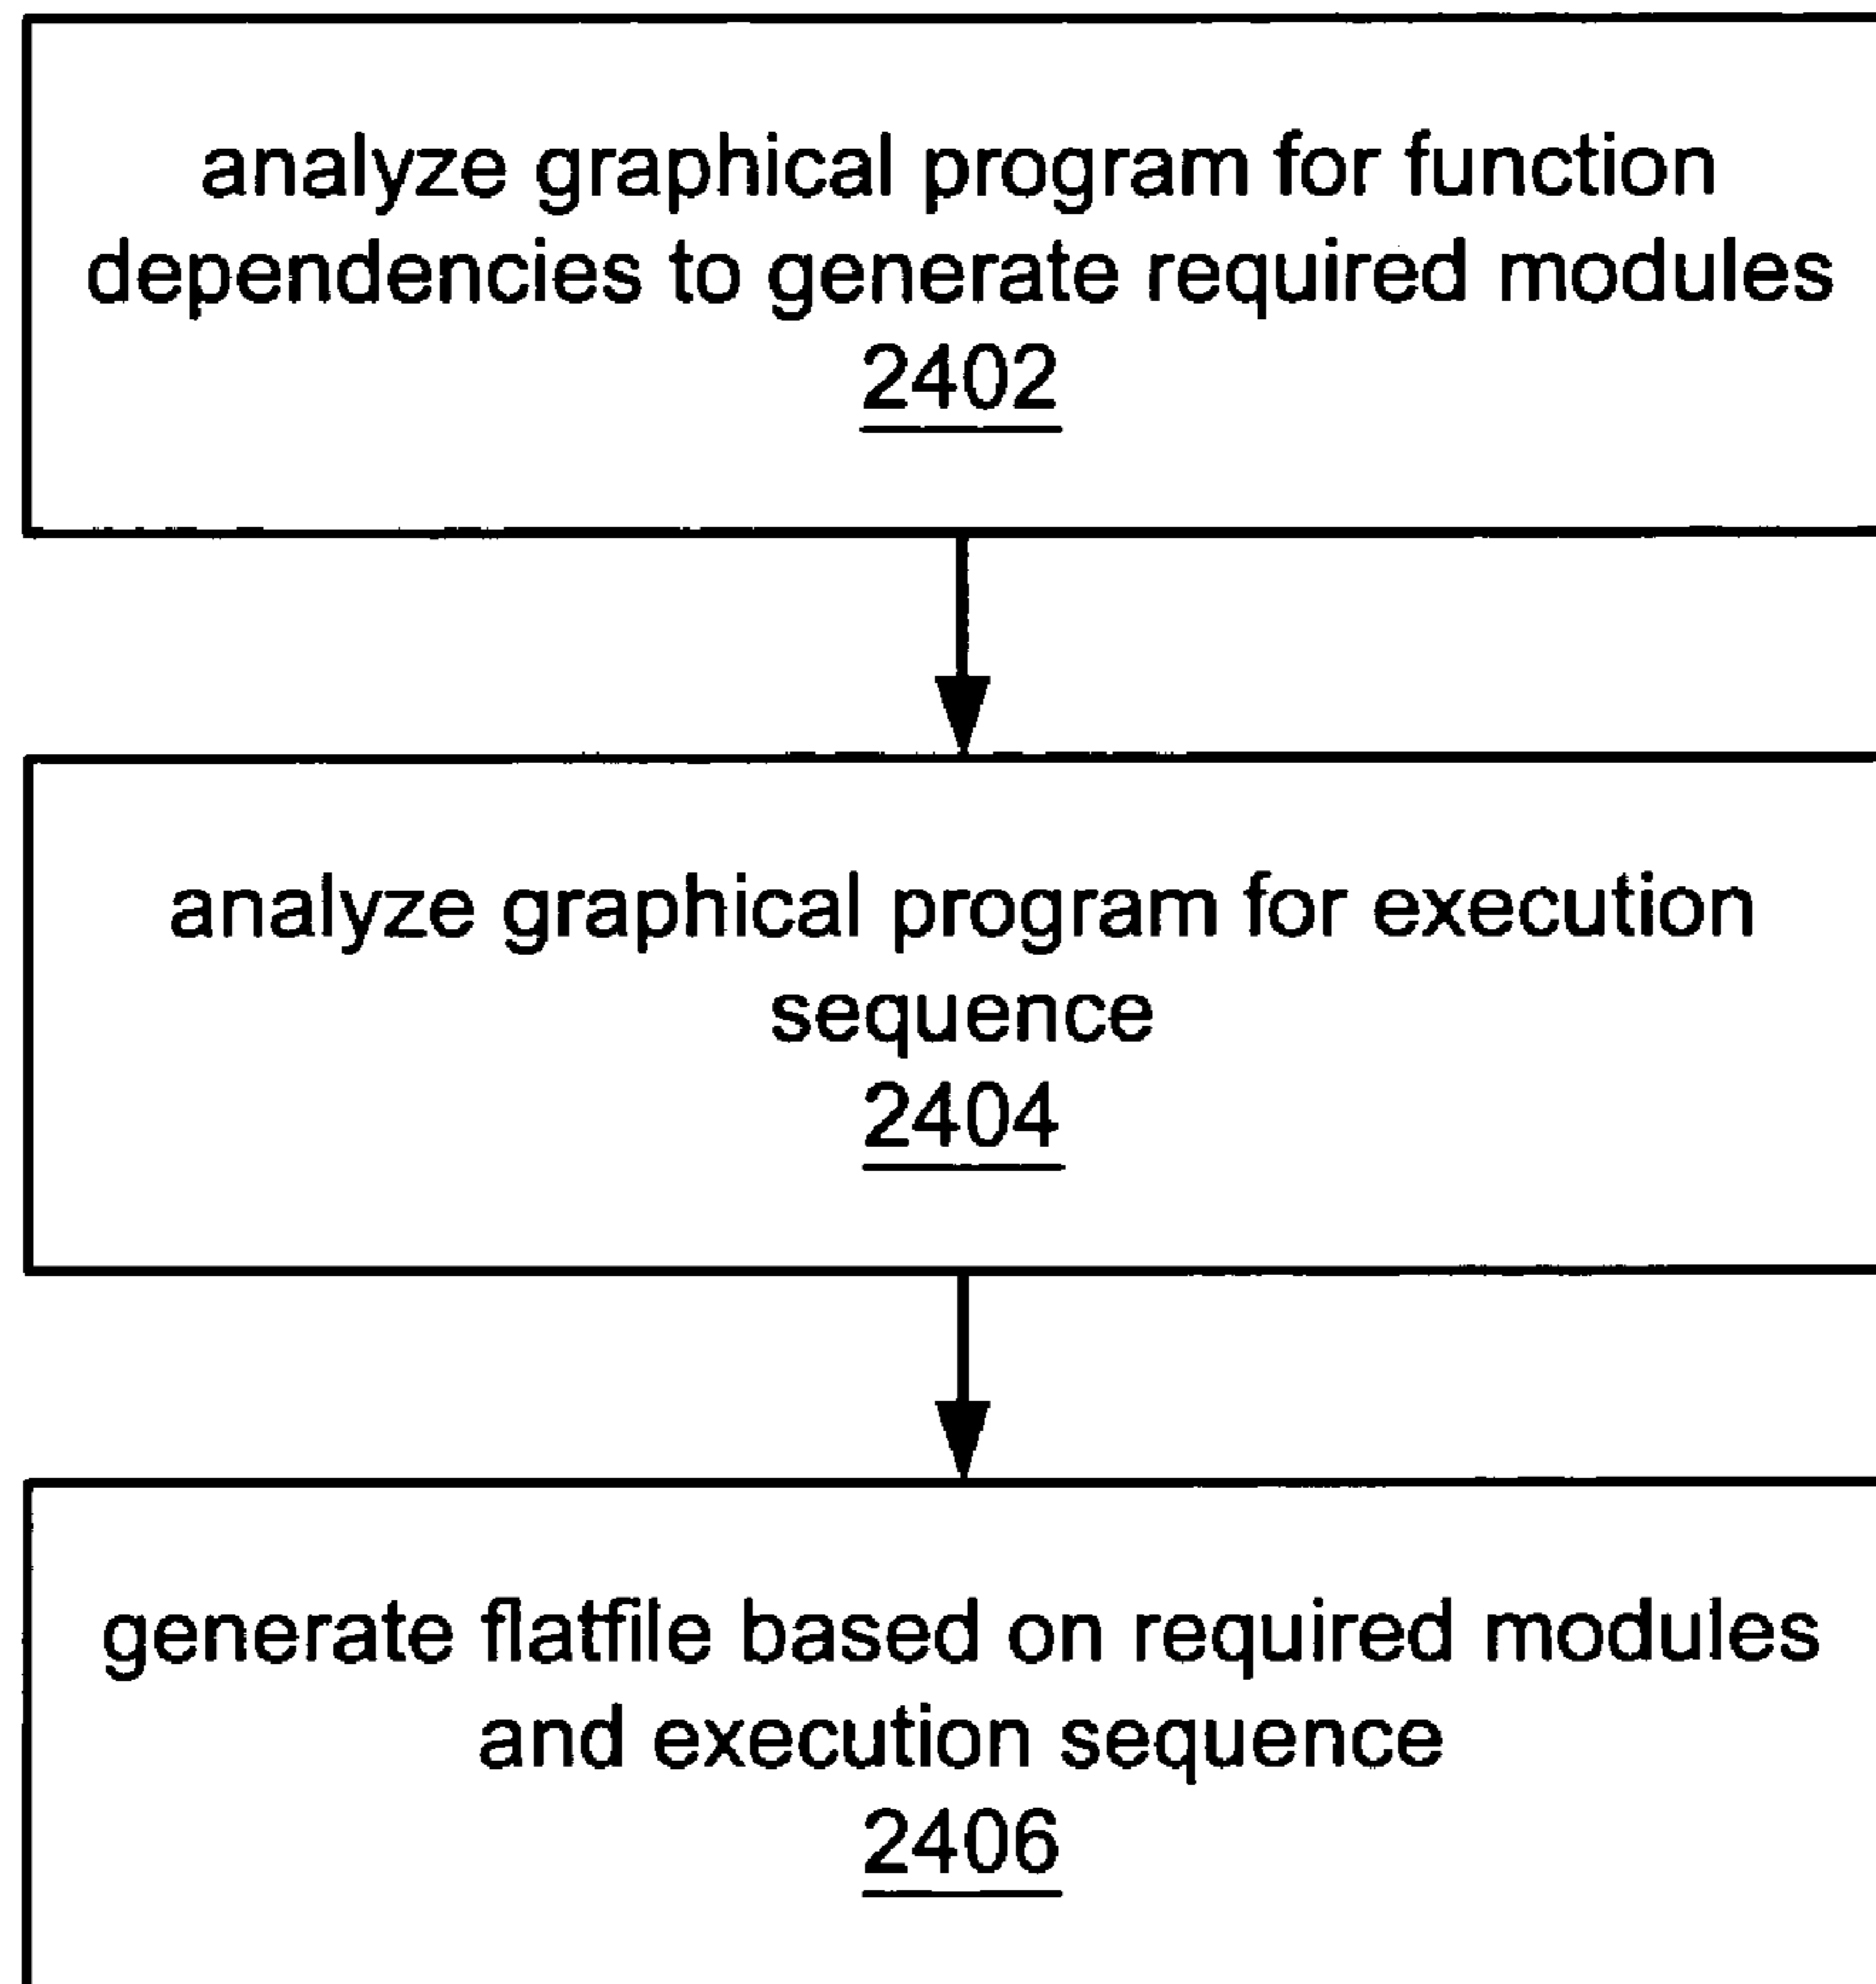 analyze graphical program for function
dependencies to generate required modules
2402
analyze graphical program for execution
sequence
2404
generate flatfile based on required modules
and execution sequence
2406